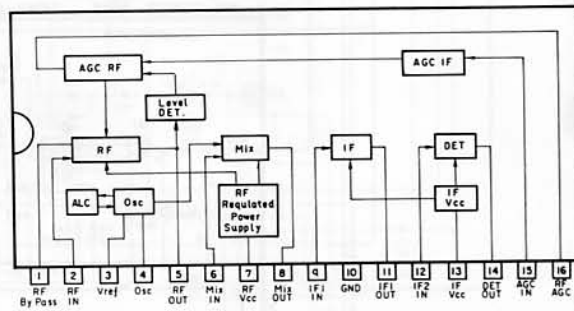 AGC RF
AGC IF
Level
DET.
RF
Mix
IF
DET
ALC
Osc
RF
Requlated
Power
Supply
IF
Vcc
1
2
3
4
5
6
7
8
9
10
11
12
13
14
15
16
RF
By Pass
RF
IN
Vref
Osc
RF
OUT
Mix
IN
RF
Vcc
Mix
OUT
IF1
IN
GND
IF1
OUT
IF2
IN
IF
Vcc
DET
OUT
AGC
IN
RF
AGC